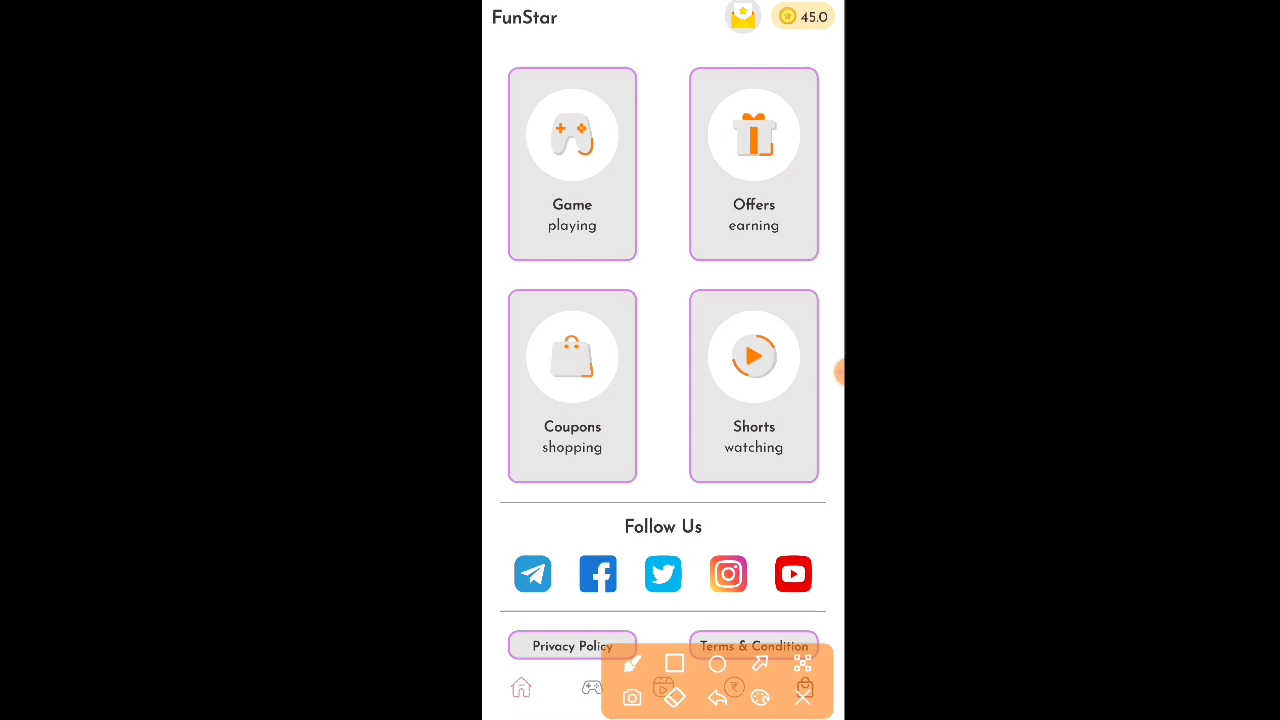 FunStar
45.0
Game
playing
Offers
earning
Coupons
shopping
Shorts
watching
Follow Us
Privacy Policy
Terms & Condition